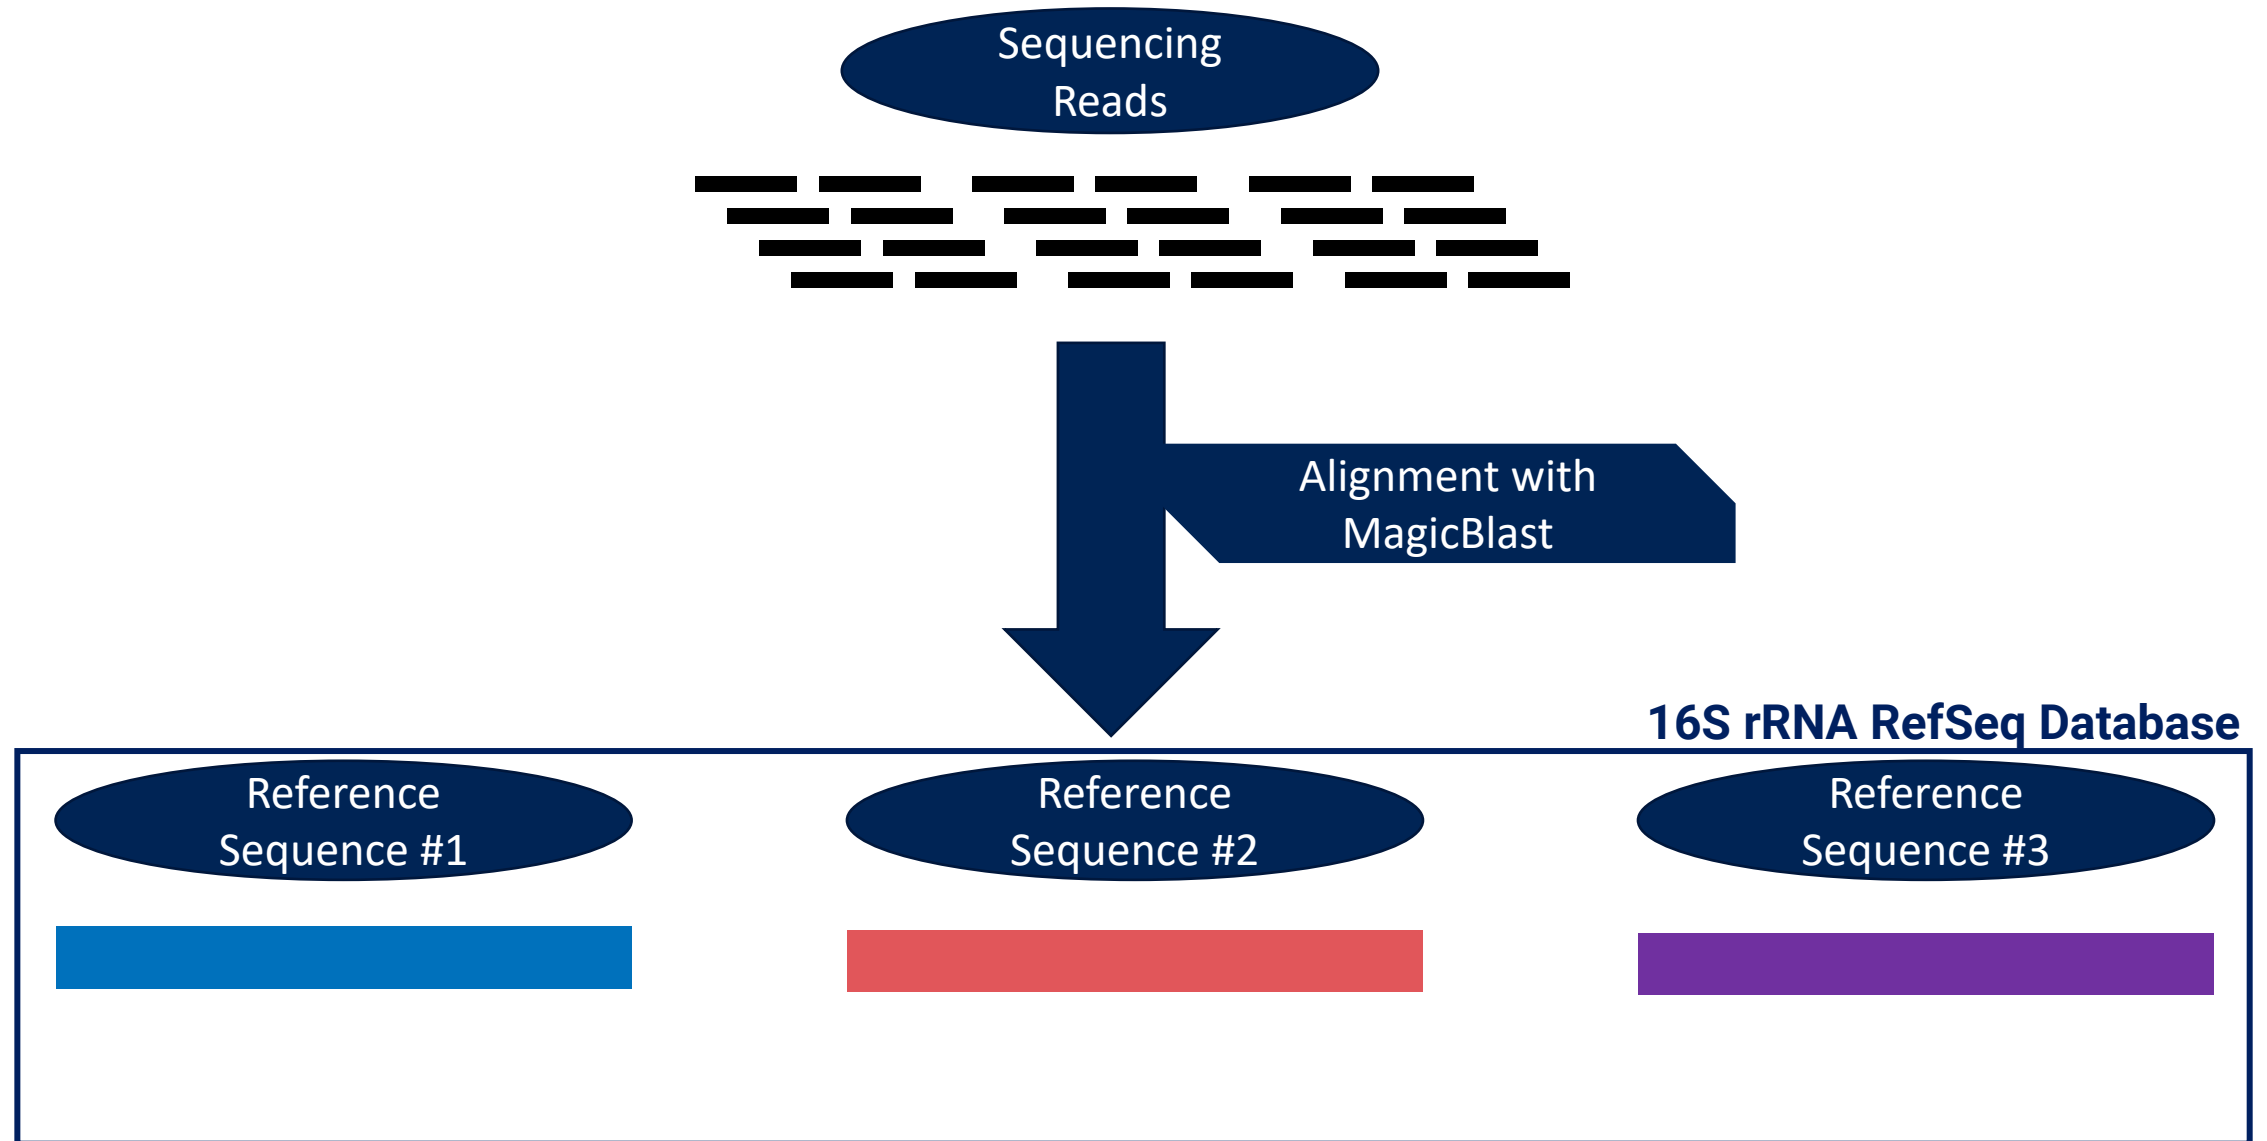 Sequencing
Reads
Alignment with
MagicBlast
16S rRNA RefSeq Database
Reference
Sequence #1
Reference
Sequence #2
Reference
Sequence #3